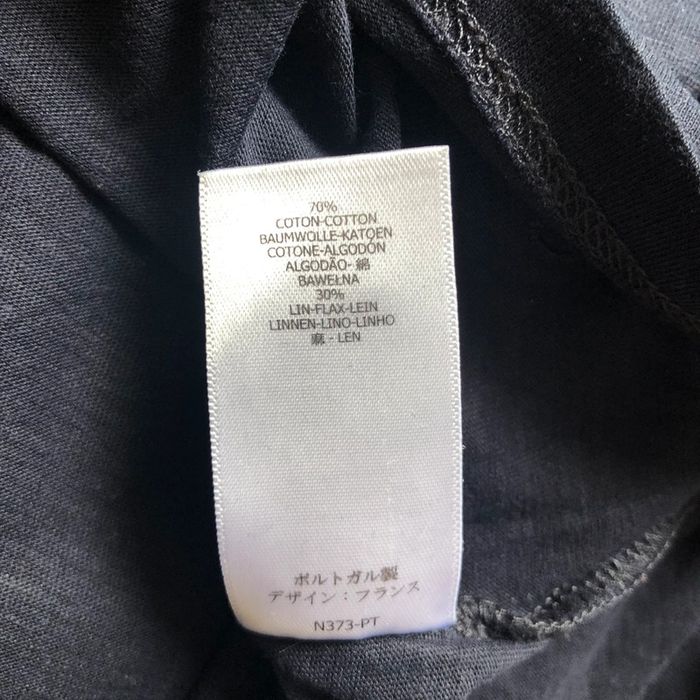 70%
COTON-COTTON
BAUMWOLLE-KATOEN
COTONE-ALGODÓN
ALGODÃO- 綿
BAWEŁNA
30%
LIN-FLAX-LEIN
LINNEN-LINO-LINHO
麻 - LEN
ポルトガル製
デザイン：フランス
N373-PT